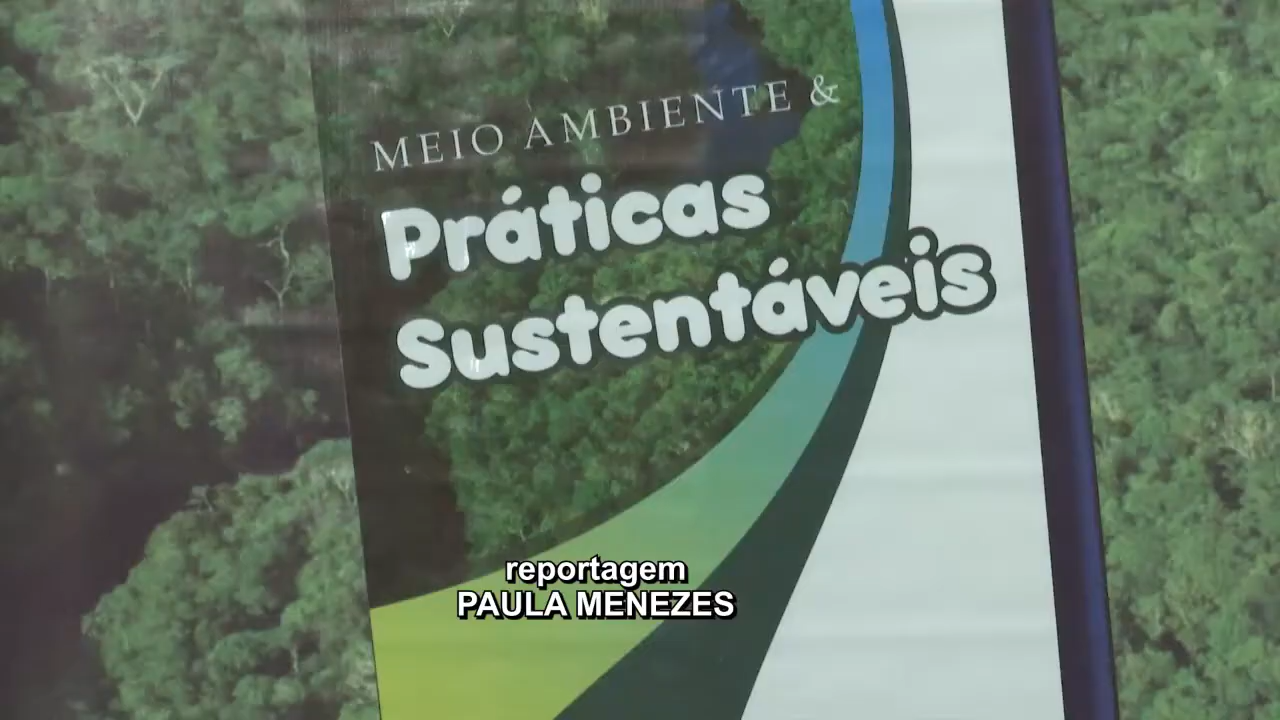 MEIO AMBIENTE &
Práticas
Sustentáveis
reportagem
PAULA MENEZES